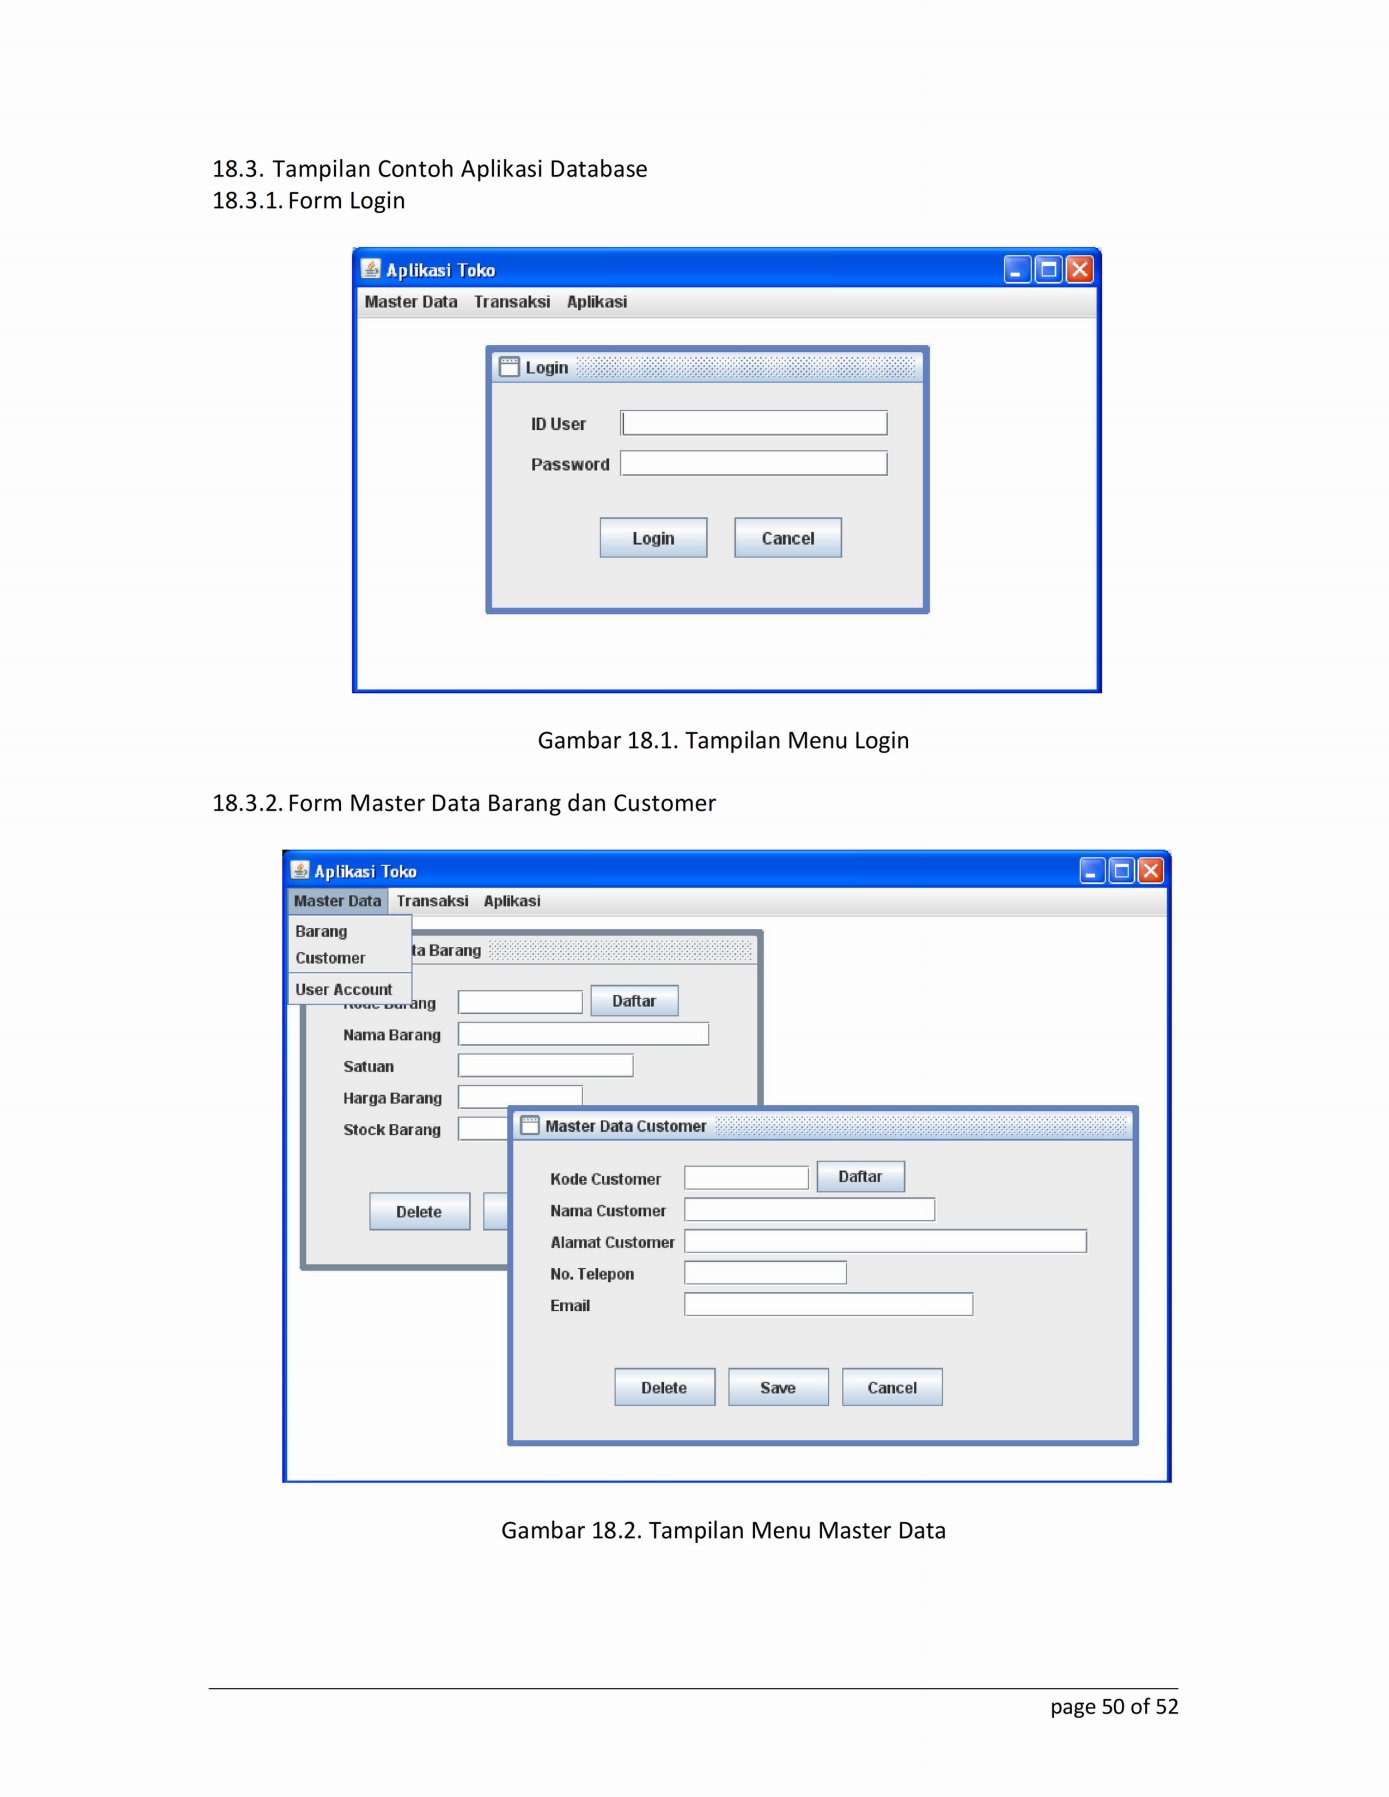 18.3. Tampilan Contoh Aplikasi Database
18.3.1. Form Login
Aplikasi Toko
Master Data Transaksi Aplikasi
Login
ID User
Password
Login Cancel
Gambar 18.1. Tampilan Menu Login
18.3.2. Form Master Data Barang dan Customer
Aplikasi Toko
Master Data Transaksi Aplikasi
Barang
Customer
User Account
ta Barang
Kode Barang Daftar
Nama Barang
Satuan
Harga Barang
Stock Barang
Delete
Master Data Customer
Kode Customer Daftar
Nama Customer
Alamat Customer
No. Telepon
Email
Delete Save Cancel
Gambar 18.2. Tampilan Menu Master Data
page 50 of 52